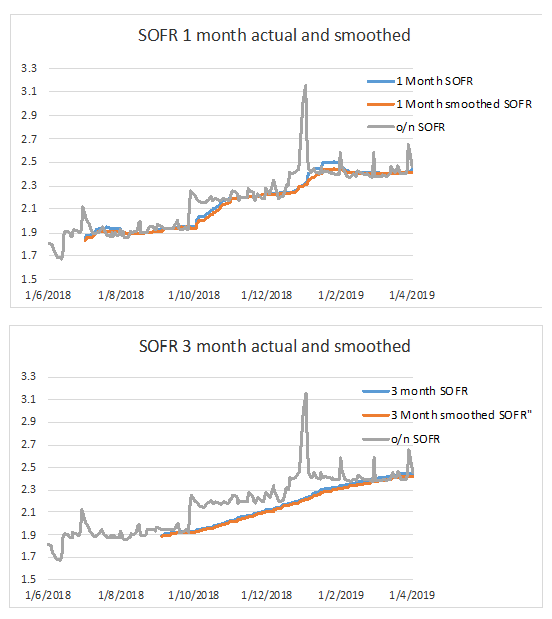 SOFR 1 month actual and smoothed
3.3
3.1
2.9
2.7
2.5
2.3
2.1
1.9
1.7
1.5
1 Month SOFR
1 Month smoothed SOFR
o/n SOFR
1/6/2018 1/8/2018 1/10/2018 1/12/2018 1/2/2019 1/4/2019
SOFR 3 month actual and smoothed
3.3
3.1
2.9
2.7
2.5
2.3
2.1
1.9
1.7
1.5
3 month SOFR
3 Month smoothed SOFR"
o/n SOFR
1/6/2018 1/8/2018 1/10/2018 1/12/2018 1/2/2019 1/4/2019